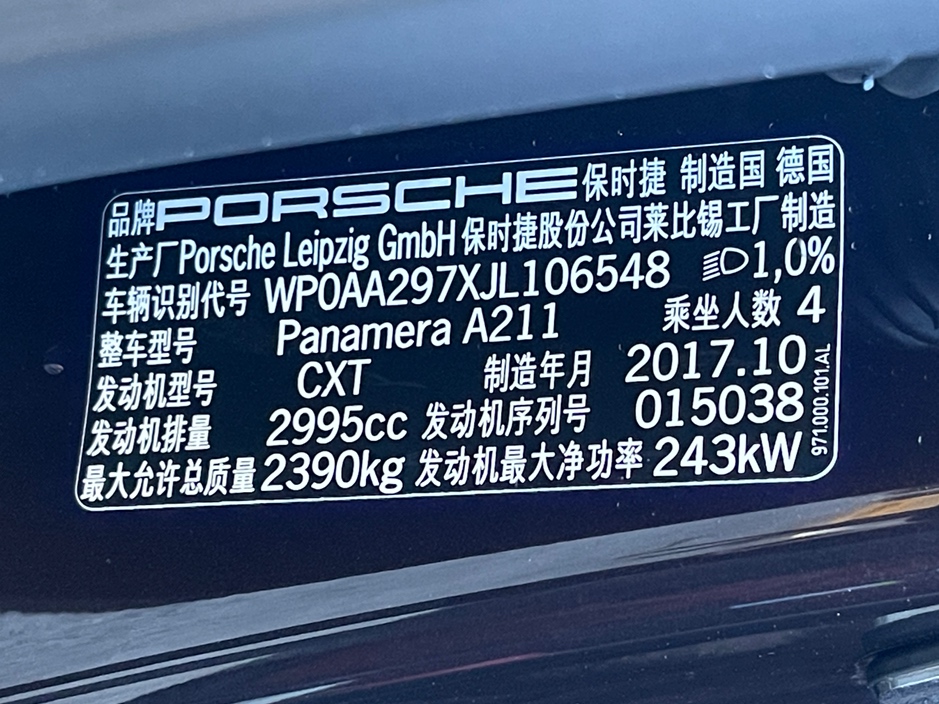 品牌PORSCHE保时捷 制造国 德国
生产厂Porsche Leipzig GmbH 保时捷股份公司莱比锡工厂制造
车辆识别代号 WP0AA297XJL106548 1,0%
整车型号 Panamera A211 乘坐人数 4
发动机型号 CXT 制造年月 2017.10
发动机排量 2995cc 发动机序列号 015038
最大允许总质量 2390kg 发动机最大净功率 243kW
971.000.101.AL